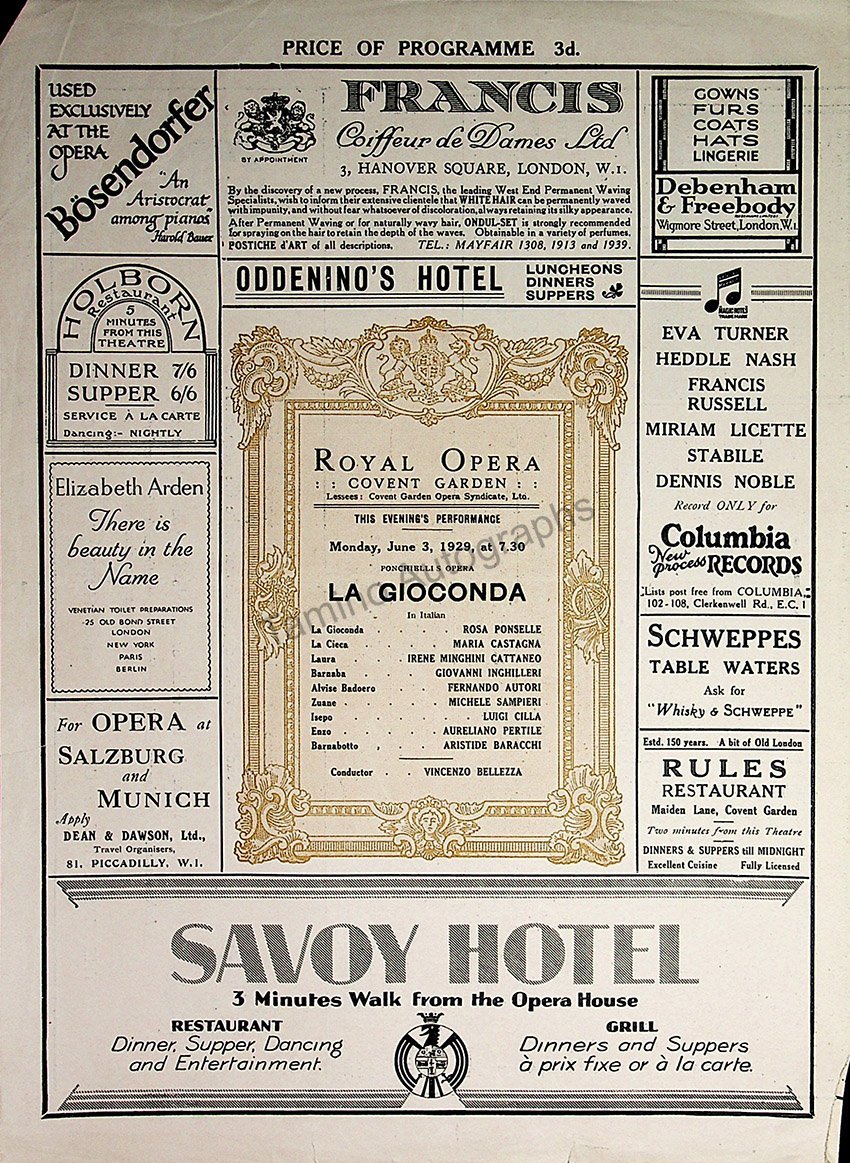 PRICE OF PROGRAMME 3d.
USED
EXCLUSIVELY
AT THE
OPERA
Bösendorfer
"An
Aristocrat
among pianos"
Harold Bauer
FRANCIS
BY APPOINTMENT
Coiffeur de Dames Ltd
3, HANOVER SQUARE, LONDON, W.1.
By the discovery of a new process, FRANCIS, the leading West End Permanent Waving
Specialists, wish to inform their extensive clientele that WHITE HAIR can be permanently waved
with impunity, and without fear whatsoever of discoloration, always retaining its silky appearance.
After Permanent Waving or for naturally wavy hair, ONDUL-SET is strongly recommended
for spraying on the hair to retain the depth of the waves. Obtainable in a variety of perfumes.
POSTICHE d'ART of all descriptions. TEL.: MAYFAIR 1308, 1913 and 1939.
GOWNS
FURS
COATS
HATS
LINGERIE
Debenham
& Freebody
Wigmore Street, London, W.1.
HOLBORN
Restaurant
5
MINUTES
FROM THIS
THEATRE
DINNER 7/6
SUPPER 6/6
SERVICE À LA CARTE
Dancing:- NIGHTLY
ODDENINO'S HOTEL
LUNCHEONS
DINNERS
SUPPERS
MAGIC NOTES
TRADE MARK
EVA TURNER
HEDDLE NASH
FRANCIS
RUSSELL
MIRIAM LICETTE
STABILE
DENNIS NOBLE
Record ONLY for
Columbia
New process RECORDS
Lists post free from COLUMBIA,
102-108, Clerkenwell Rd., E.C. 1
Elizabeth Arden
There is
beauty in the
Name
VENETIAN TOILET PREPARATIONS
25 OLD BOND STREET
LONDON
NEW YORK
PARIS
BERLIN
ROYAL OPERA
: : COVENT GARDEN : :
Lessees: Covent Garden Opera Syndicate, Ltd.
THIS EVENING'S PERFORMANCE
Monday, June 3, 1929, at 7.30
PONCHIELLI'S OPERA
LA GIOCONDA
In Italian
La Gioconda . . . ROSA PONSELLE
La Cieca . . . . MARIA CASTAGNA
Laura . . . IRENE MINGHINI CATTANEO
Barnaba . . . GIOVANNI INGHILLERI
Alvise Badoero . . . FERNANDO AUTORI
Zuane . . . . MICHELE SAMPIERI
Isepo . . . . LUIGI CILLA
Enzo . . . . AURELIANO PERTILE
Barnabotto . . . ARISTIDE BARACCHI
Conductor . . VINCENZO BELLEZZA
Tamino Autographs
SCHWEPPES
TABLE WATERS
Ask for
"Whisky & SCHWEPPE"
For OPERA at
SALZBURG
and
MUNICH
Apply
DEAN & DAWSON, Ltd.,
Travel Organisers,
81, PICCADILLY, W.1.
Estd. 150 years. A bit of Old London
RULES
RESTAURANT
Maiden Lane, Covent Garden
Two minutes from this Theatre
DINNERS & SUPPERS till MIDNIGHT
Excellent Cuisine Fully Licensed
SAVOY HOTEL
3 Minutes Walk from the Opera House
RESTAURANT
Dinner, Supper, Dancing
and Entertainment.
GRILL
Dinners and Suppers
à prix fixe or à la carte.